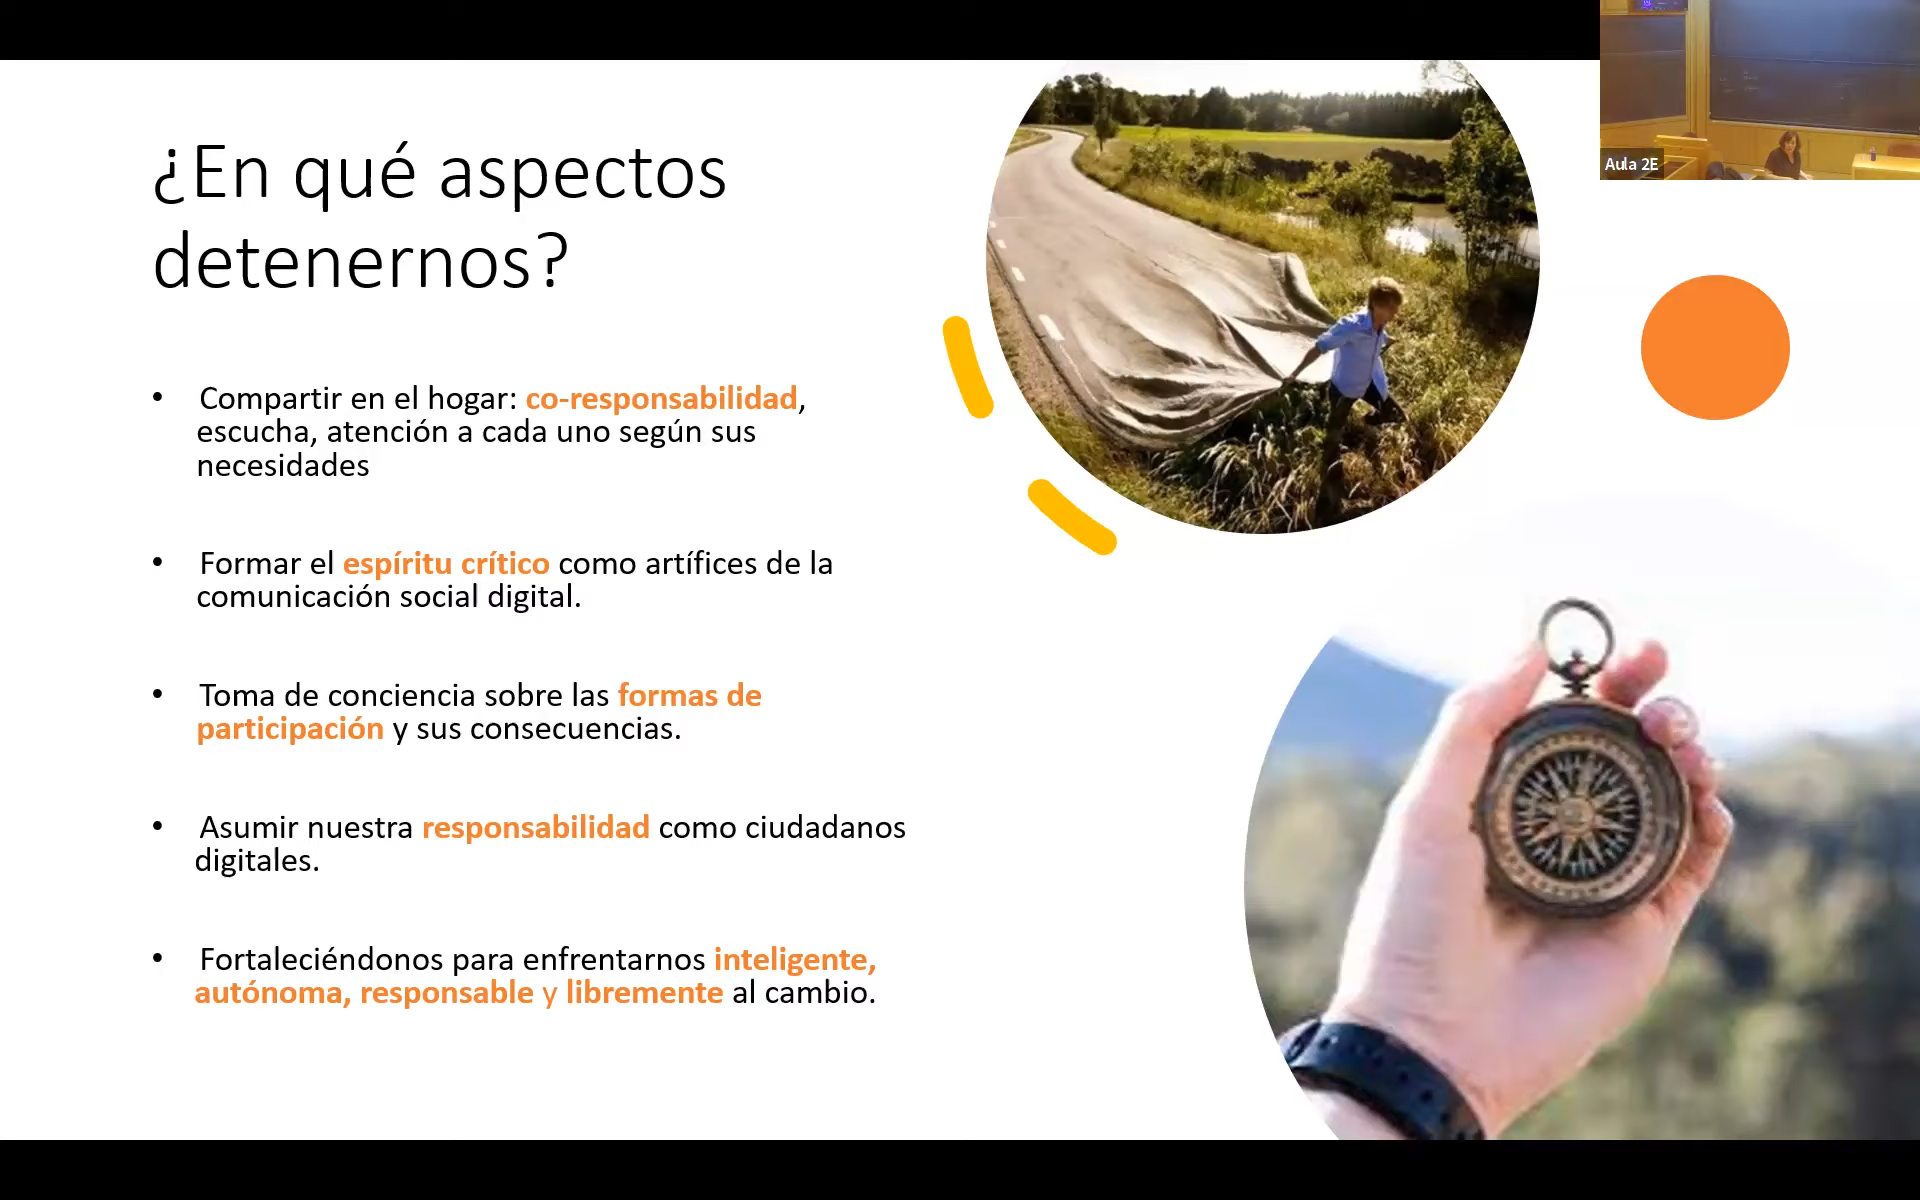 ¿En qué aspectos
detenernos?
• Compartir en el hogar: co-responsabilidad,
escucha, atención a cada uno según sus
necesidades
• Formar el espíritu crítico como artífices de la
comunicación social digital.
• Toma de conciencia sobre las formas de
participación y sus consecuencias.
• Asumir nuestra responsabilidad como ciudadanos
digitales.
• Fortaleciéndonos para enfrentarnos inteligente,
autónoma, responsable y libremente al cambio.
Aula 2E